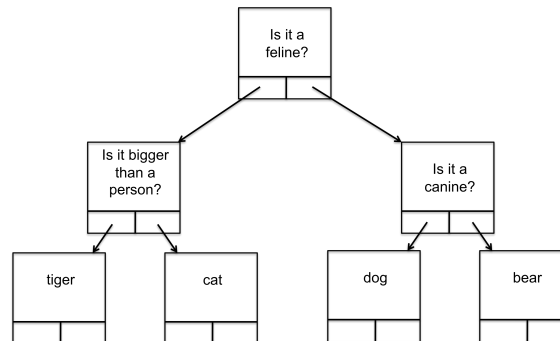 Is it a
feline?
Is it bigger
than a
person?
Is it a
canine?
tiger
cat
dog
bear